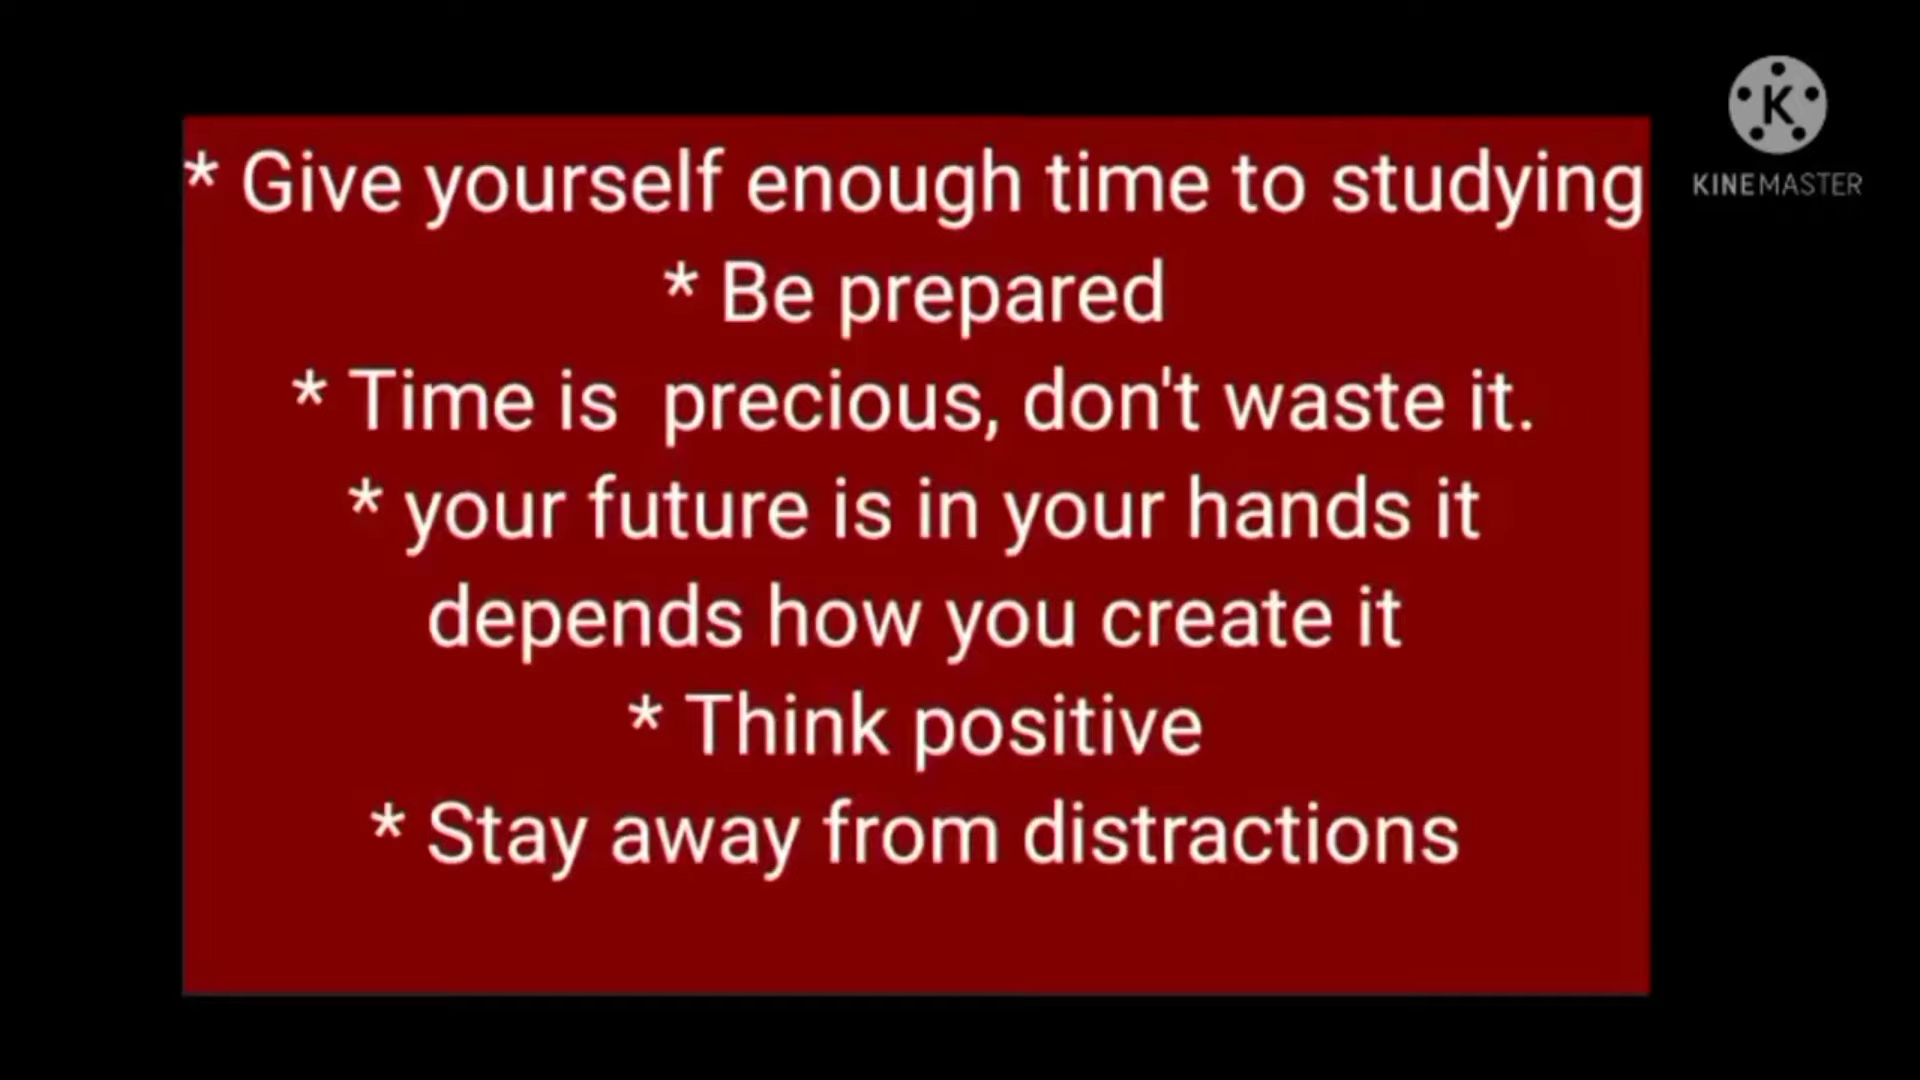 * Give yourself enough time to studying
* Be prepared
* Time is  precious, don't waste it.
* your future is in your hands it
depends how you create it
* Think positive
* Stay away from distractions
K
KINEMASTER